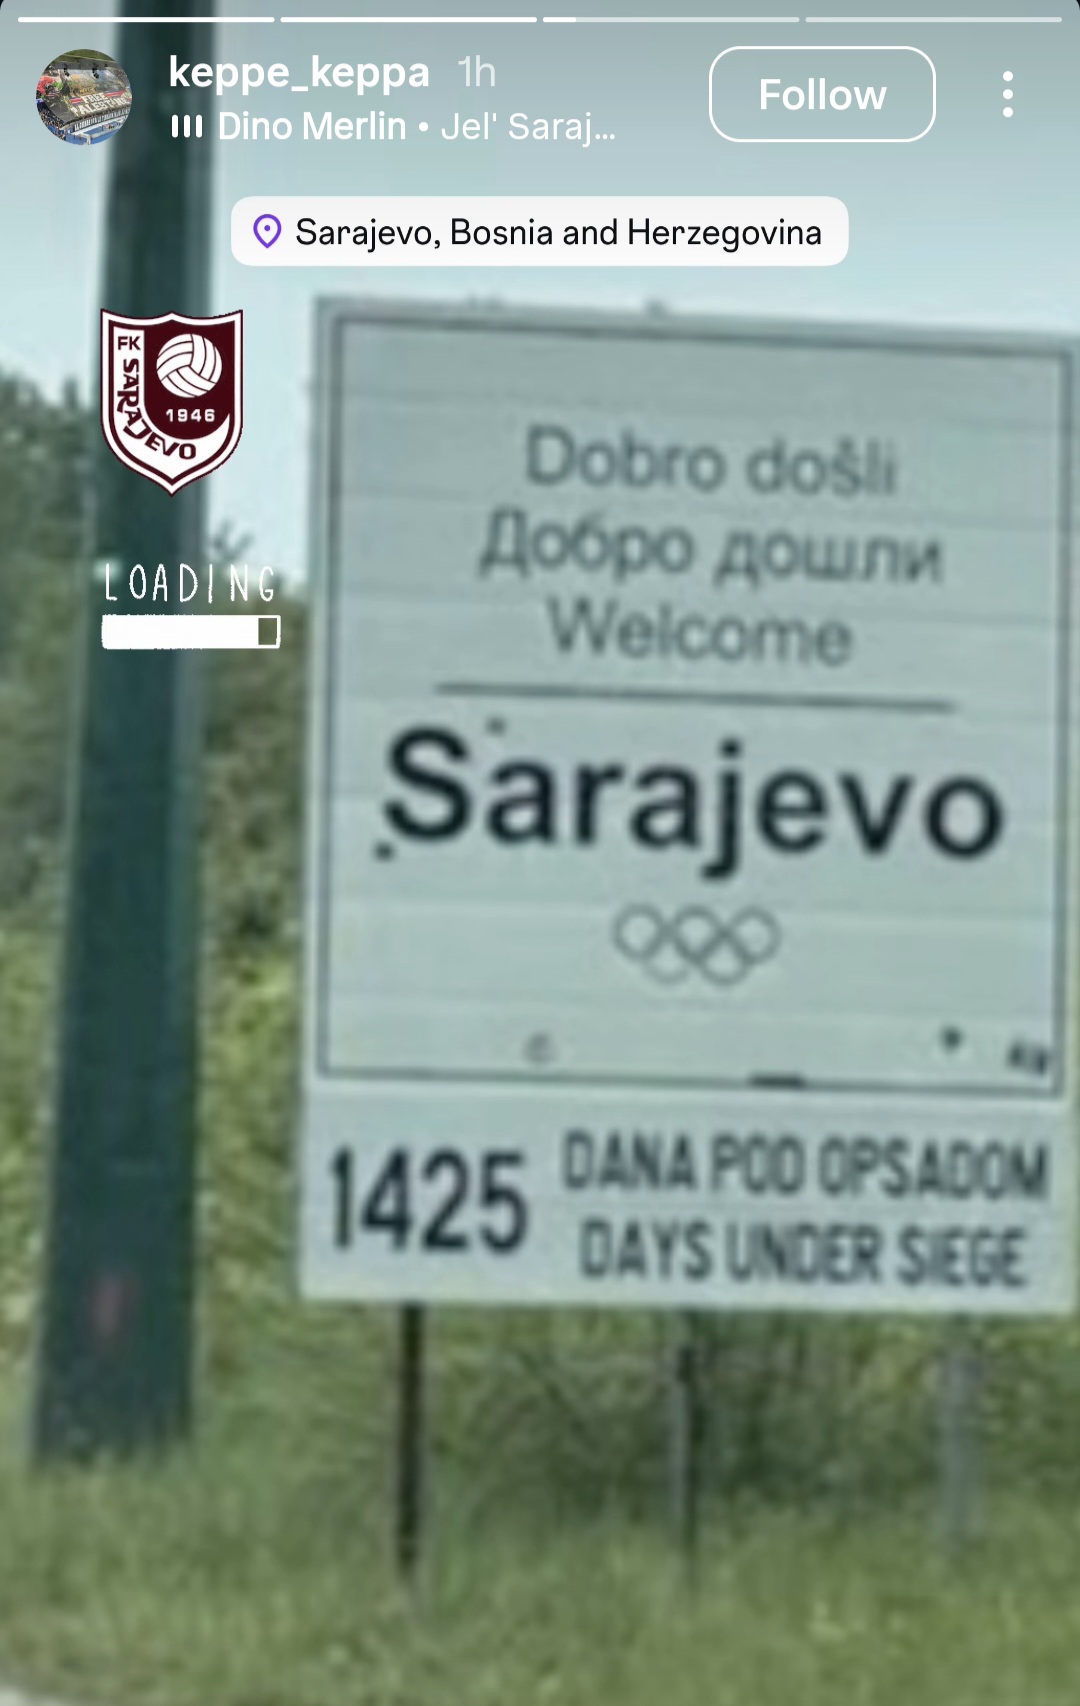 keppe_keppa 1h
Dino Merlin • Jel' Saraj...
Follow
Sarajevo, Bosnia and Herzegovina
FK SARAJEVO
1946
LOADING
Dobro došli
Добро дошли
Welcome
Sarajevo
1425
DANA POD OPSADOM
DAYS UNDER SIEGE